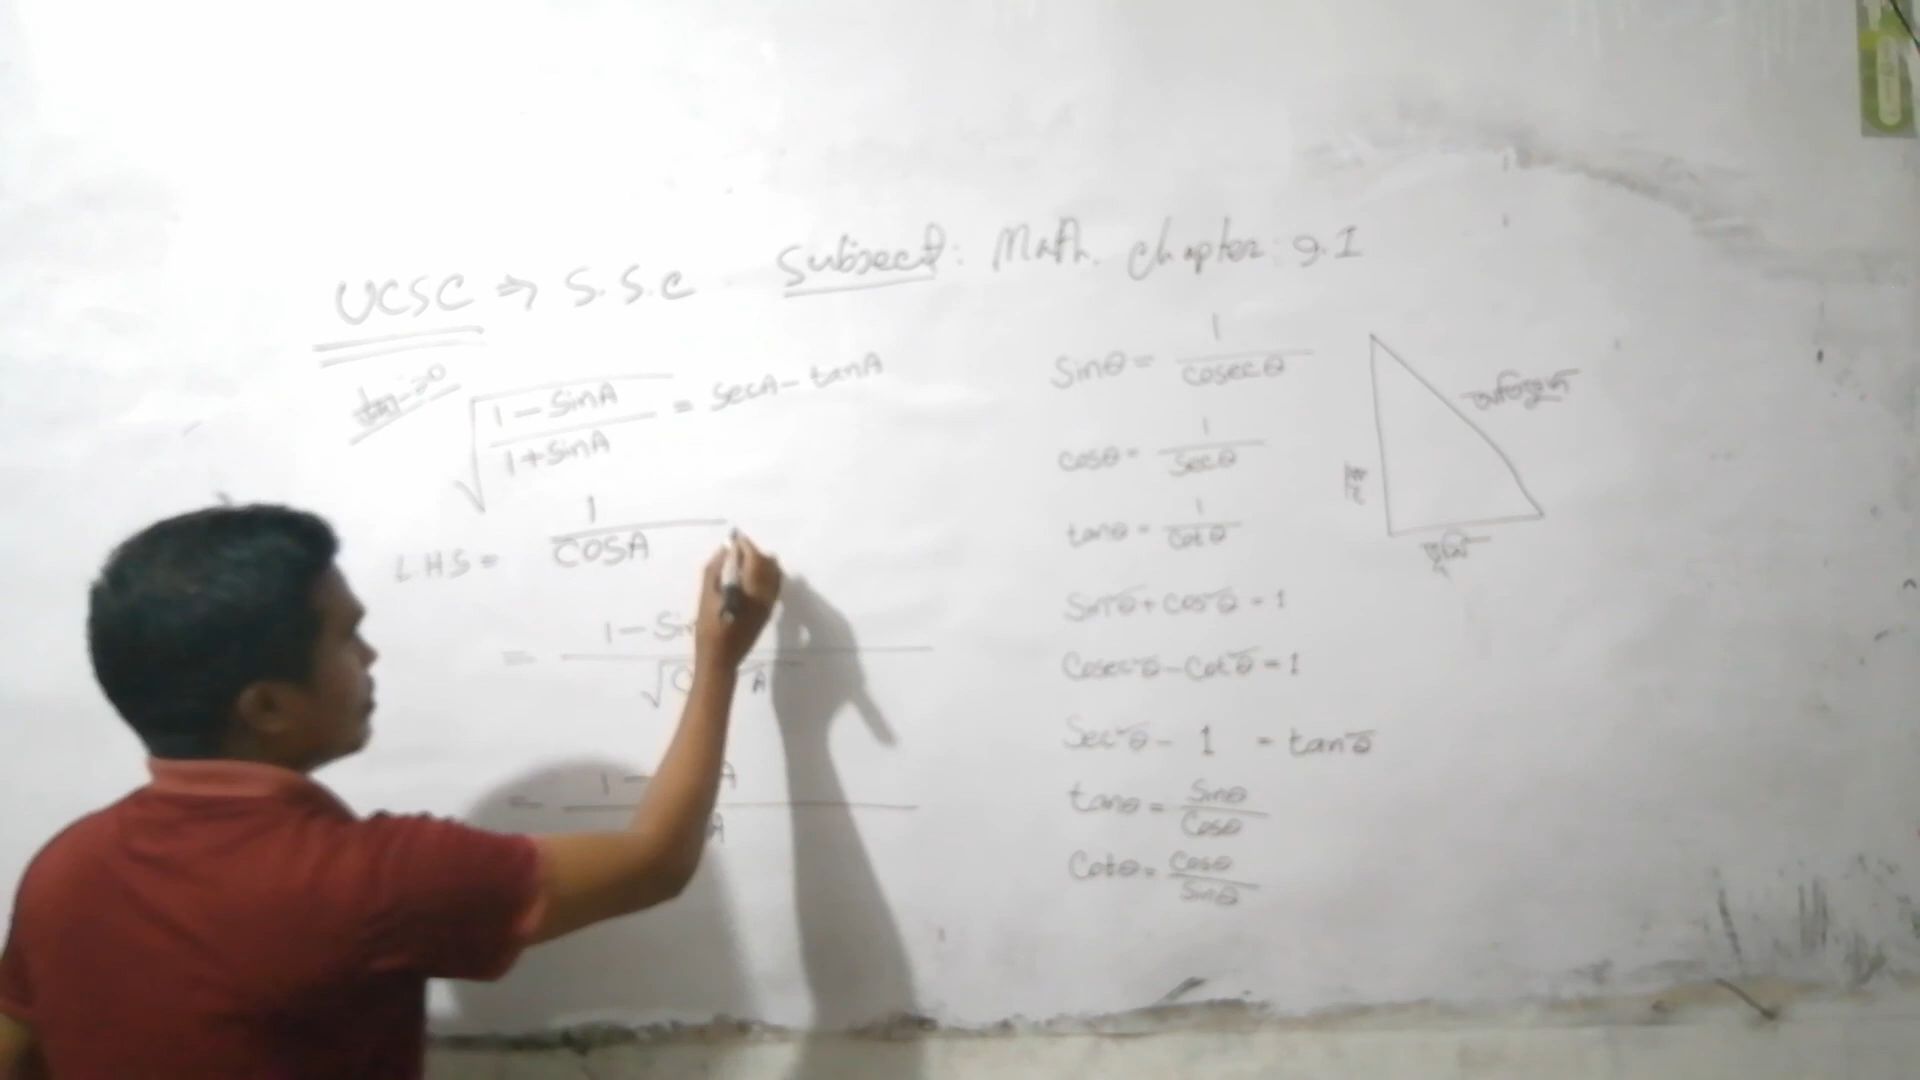 UCSC ⇒ S.S.C Subject: Math. Chapter: 9.1
√(1-SinA / 1+SinA) = SecA - tanA
LHS = 1 / COSA
= 1 - Sin / √C A
= 1 - A / A
Sinθ = 1 / Cosecθ
Cosθ = 1 / Secθ
tanθ = 1 / Cotθ
Sin²θ + Cos²θ = 1
Cosec²θ - Cot²θ = 1
Sec²θ - 1 = tan²θ
tanθ = Sinθ / Cosθ
Cotθ = Cosθ / Sinθ
অতিভুজ
লম্ব
ভূমি